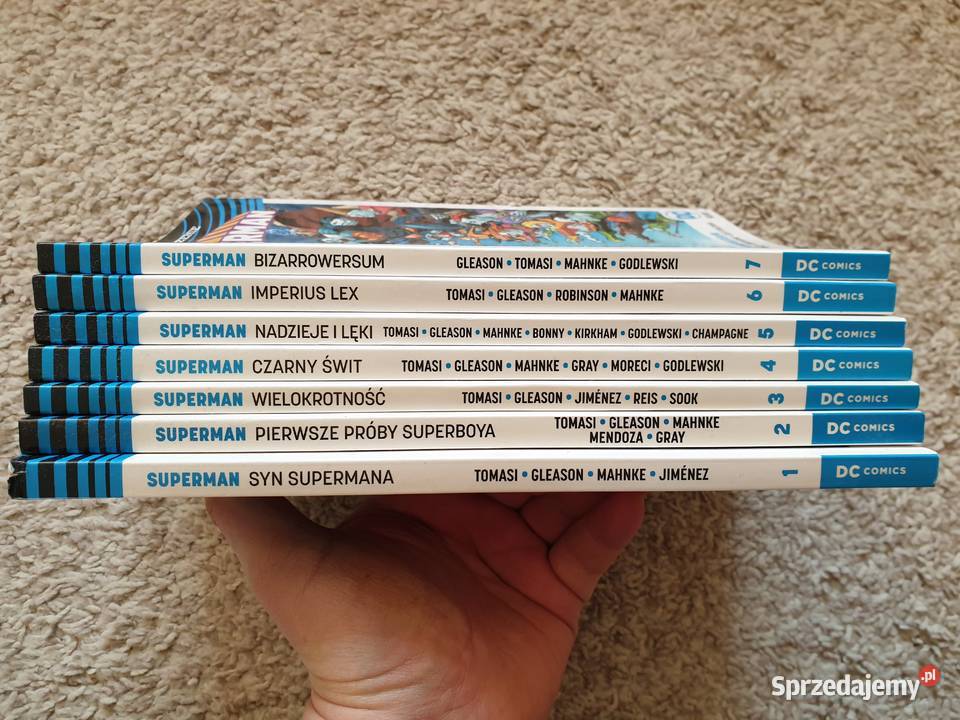 RMAN
SUPERMAN BIZARROWERSUM GLEASON • TOMASI • MAHNKE • GODLEWSKI 7 DC COMICS
SUPERMAN IMPERIUS LEX TOMASI • GLEASON • ROBINSON • MAHNKE 6 DC COMICS
SUPERMAN NADZIEJE I LĘKI TOMASI • GLEASON • MAHNKE • BONNY • KIRKHAM • GODLEWSKI • CHAMPAGNE 5 DC COMICS
SUPERMAN CZARNY ŚWIT TOMASI • GLEASON • MAHNKE • GRAY • MORECI • GODLEWSKI 4 DC COMICS
SUPERMAN WIELOKROTNOŚĆ TOMASI • GLEASON • JIMÉNEZ • REIS • SOOK 3 DC COMICS
SUPERMAN PIERWSZE PRÓBY SUPERBOYA TOMASI • GLEASON • MAHNKE
MENDOZA • GRAY 2 DC COMICS
SUPERMAN SYN SUPERMANA TOMASI • GLEASON • MAHNKE • JIMÉNEZ 1 DC COMICS
Sprzedajemy .pl